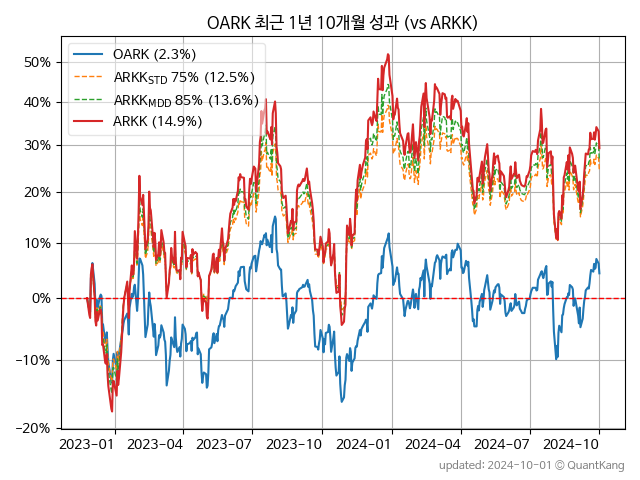 OARK 최근 1년 10개월 성과 (vs ARKK)
OARK (2.3%)
ARKK_STD 75% (12.5%)
ARKK_MDD 85% (13.6%)
ARKK (14.9%)
50%
40%
30%
20%
10%
0%
−10%
−20%
2023-01 2023-04 2023-07 2023-10 2024-01 2024-04 2024-07 2024-10
updated: 2024-10-01 © QuantKang